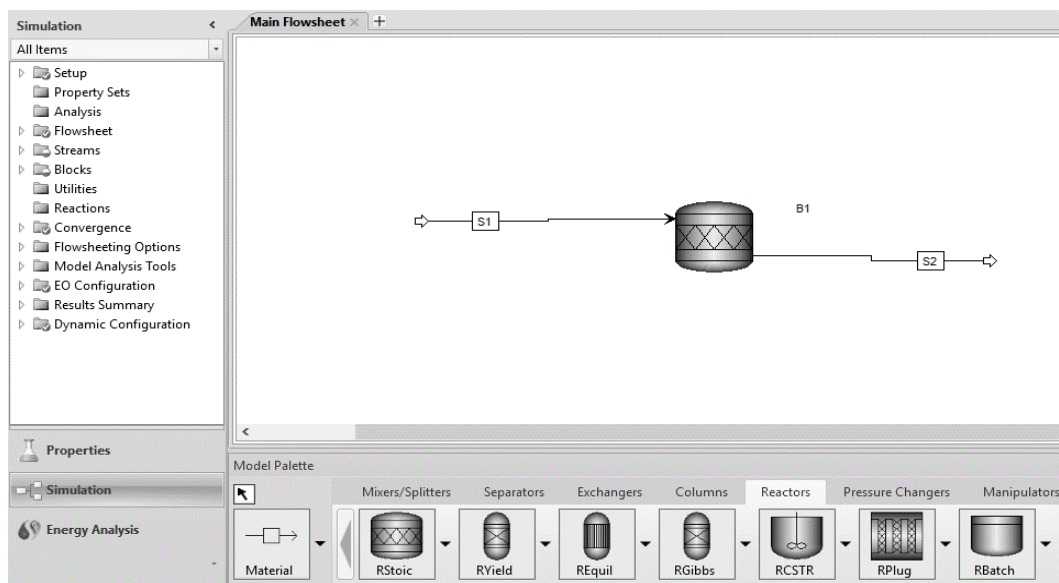 Simulation
All Items
Setup
Property Sets
Analysis
Flowsheet
Streams
Blocks
Utilities
Reactions
Convergence
Flowsheeting Options
Model Analysis Tools
EO Configuration
Results Summary
Dynamic Configuration
Properties
Simulation
Energy Analysis
Main Flowsheet
S1
B1
S2
Model Palette
Mixers/Splitters Separators Exchangers Columns Reactors Pressure Changers Manipulators
Material RStoic RYield REquil RGibbs RCSTR RPlug RBatch